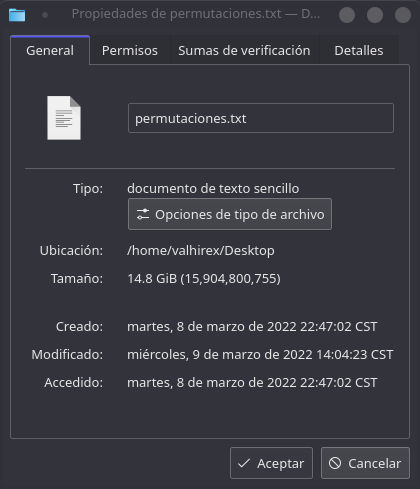 Propiedades de permutaciones.txt — D...
General Permisos Sumas de verificación Detalles
permutaciones.txt
Tipo: documento de texto sencillo
Opciones de tipo de archivo
Ubicación: /home/valhirex/Desktop
Tamaño: 14.8 GiB (15,904,800,755)
Creado: martes, 8 de marzo de 2022 22:47:02 CST
Modificado: miércoles, 9 de marzo de 2022 14:04:23 CST
Accedido: martes, 8 de marzo de 2022 22:47:02 CST
Aceptar Cancelar